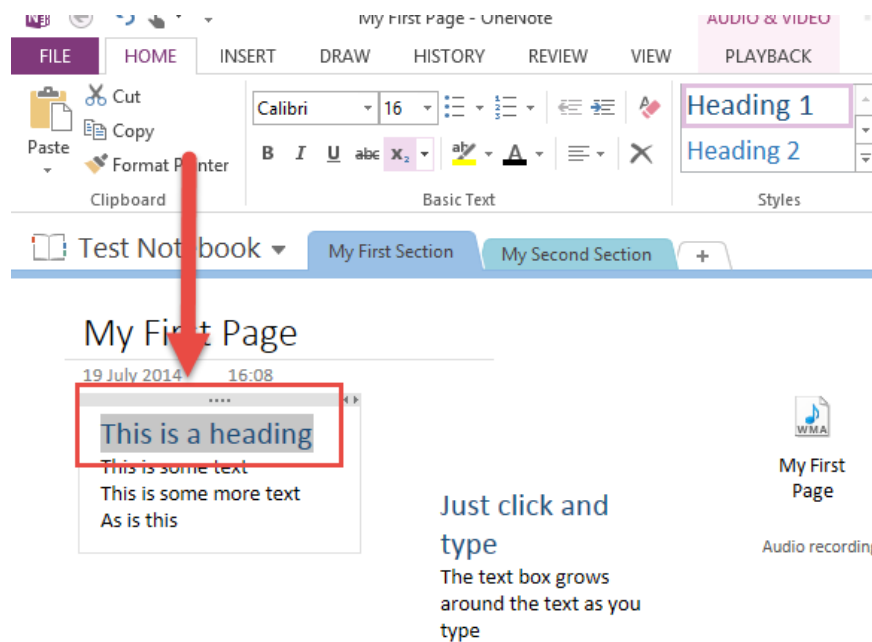 My First Page - OneNote
AUDIO & VIDEO
FILE HOME INSERT DRAW HISTORY REVIEW VIEW PLAYBACK
Cut
Copy
Paste
Format Painter
Calibri 16
B I U abc X₂ ab A
Heading 1
Heading 2
Clipboard Basic Text Styles
Test Notebook My First Section My Second Section +
My First Page
19 July 2014 16:08
This is a heading
This is some text
This is some more text
As is this
Just click and
type
The text box grows
around the text as you
type
WMA
My First
Page
Audio recording